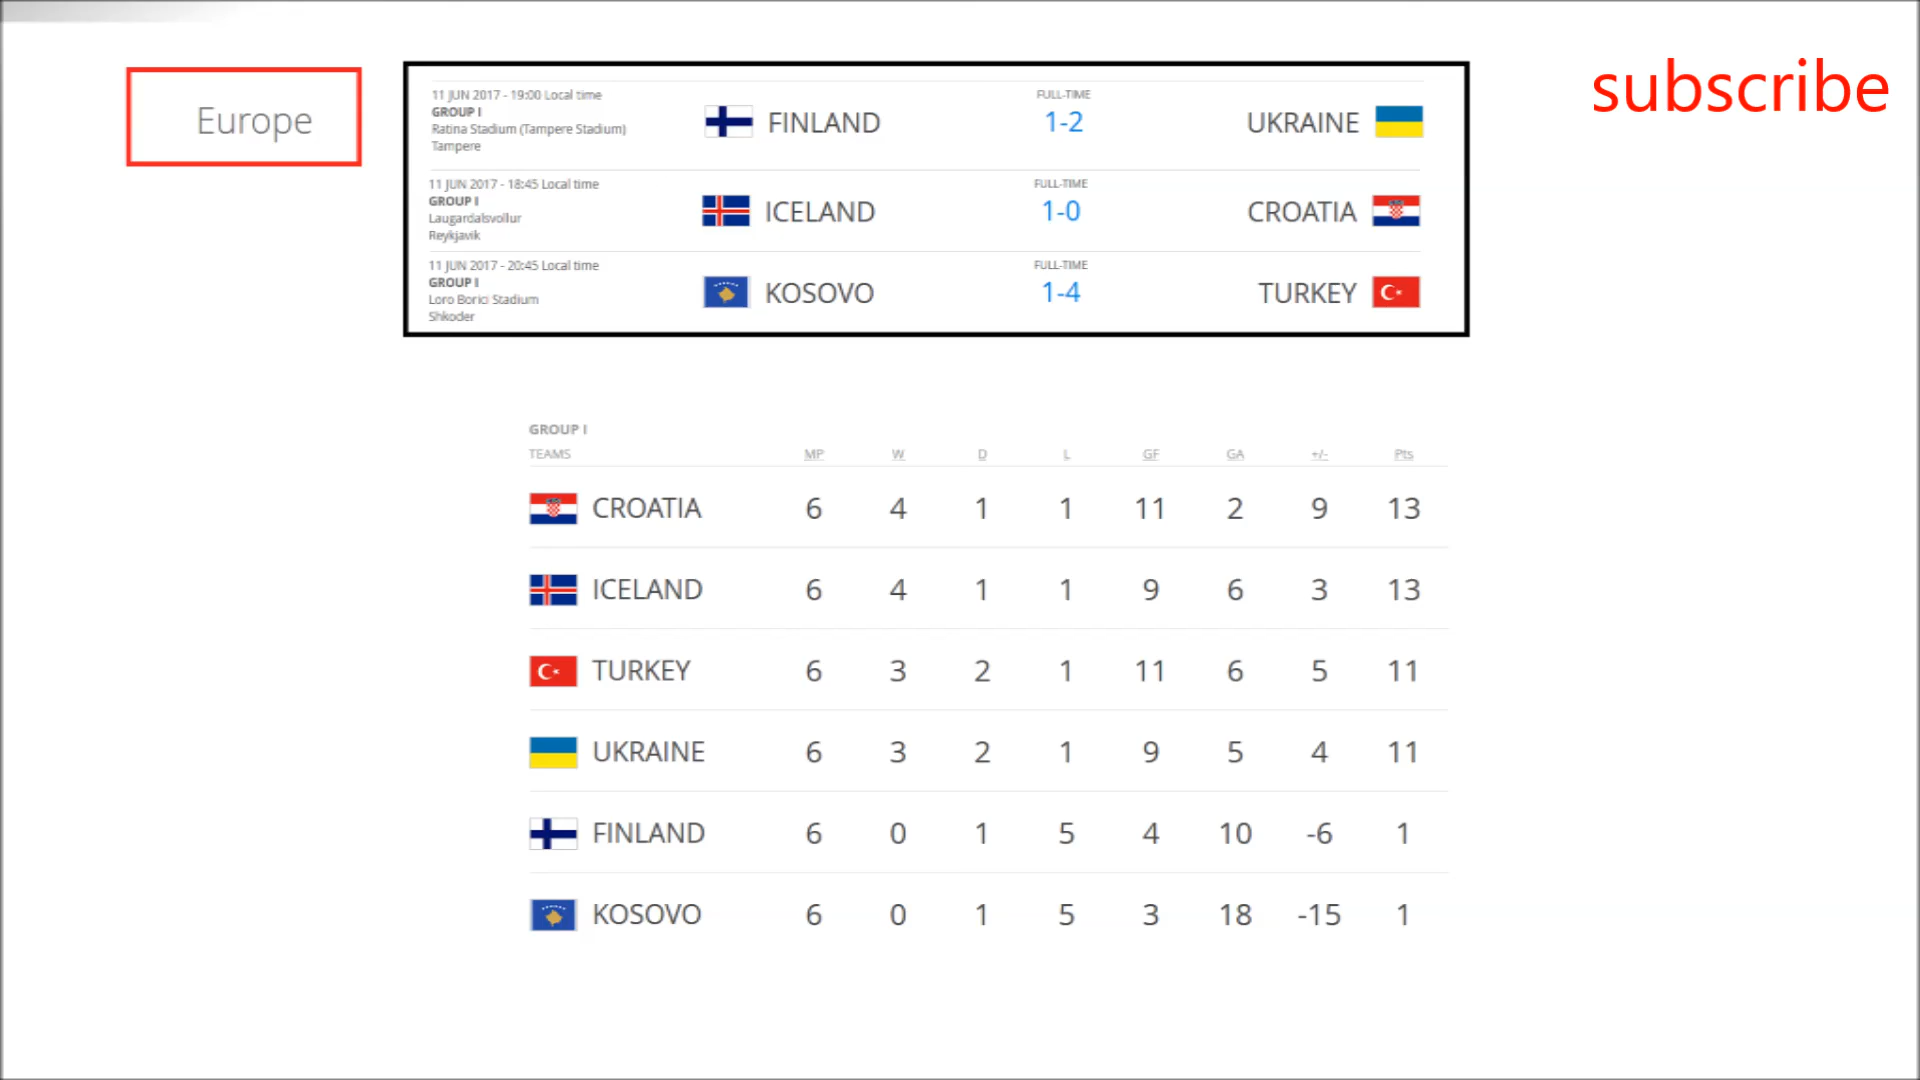 Europe
subscribe
11 JUN 2017 - 19:00 Local time
GROUP I
Ratina Stadium (Tampere Stadium)
Tampere
FINLAND
FULL-TIME
1-2
UKRAINE
11 JUN 2017 - 18:45 Local time
GROUP I
Laugardalsvollur
Reykjavik
ICELAND
FULL-TIME
1-0
CROATIA
11 JUN 2017 - 20:45 Local time
GROUP I
Loro Borici Stadium
Shkoder
KOSOVO
FULL-TIME
1-4
TURKEY
GROUP I
TEAMS MP W D L GF GA +/- Pts
CROATIA 6 4 1 1 11 2 9 13
ICELAND 6 4 1 1 9 6 3 13
TURKEY 6 3 2 1 11 6 5 11
UKRAINE 6 3 2 1 9 5 4 11
FINLAND 6 0 1 5 4 10 -6 1
KOSOVO 6 0 1 5 3 18 -15 1